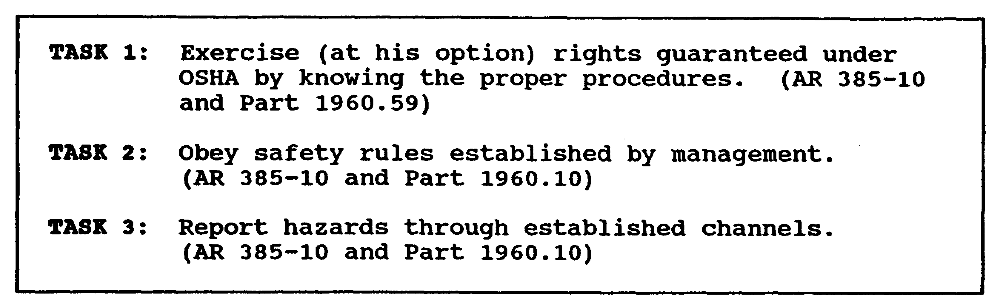 TASK 1: Exercise (at his option) rights guaranteed under
OSHA by knowing the proper procedures. (AR 385-10
and Part 1960.59)
TASK 2: Obey safety rules established by management.
(AR 385-10 and Part 1960.10)
TASK 3: Report hazards through established channels.
(AR 385-10 and Part 1960.10)